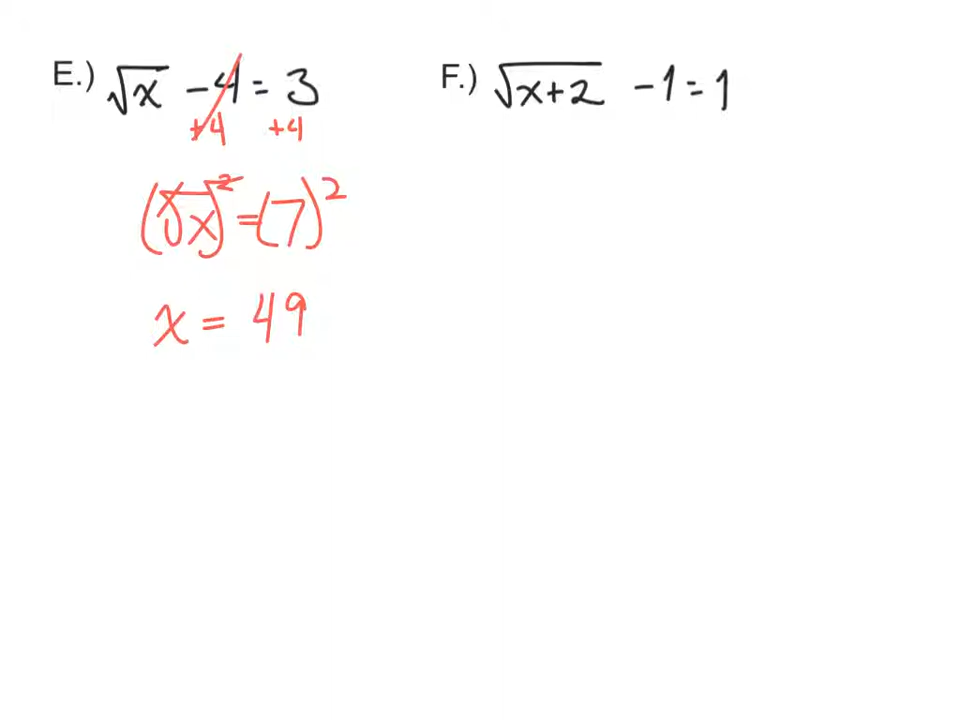 E.) √x - 4 = 3
+4 +4
(√x)² = (7)²
x = 49
F.) √x+2 - 1 = 1